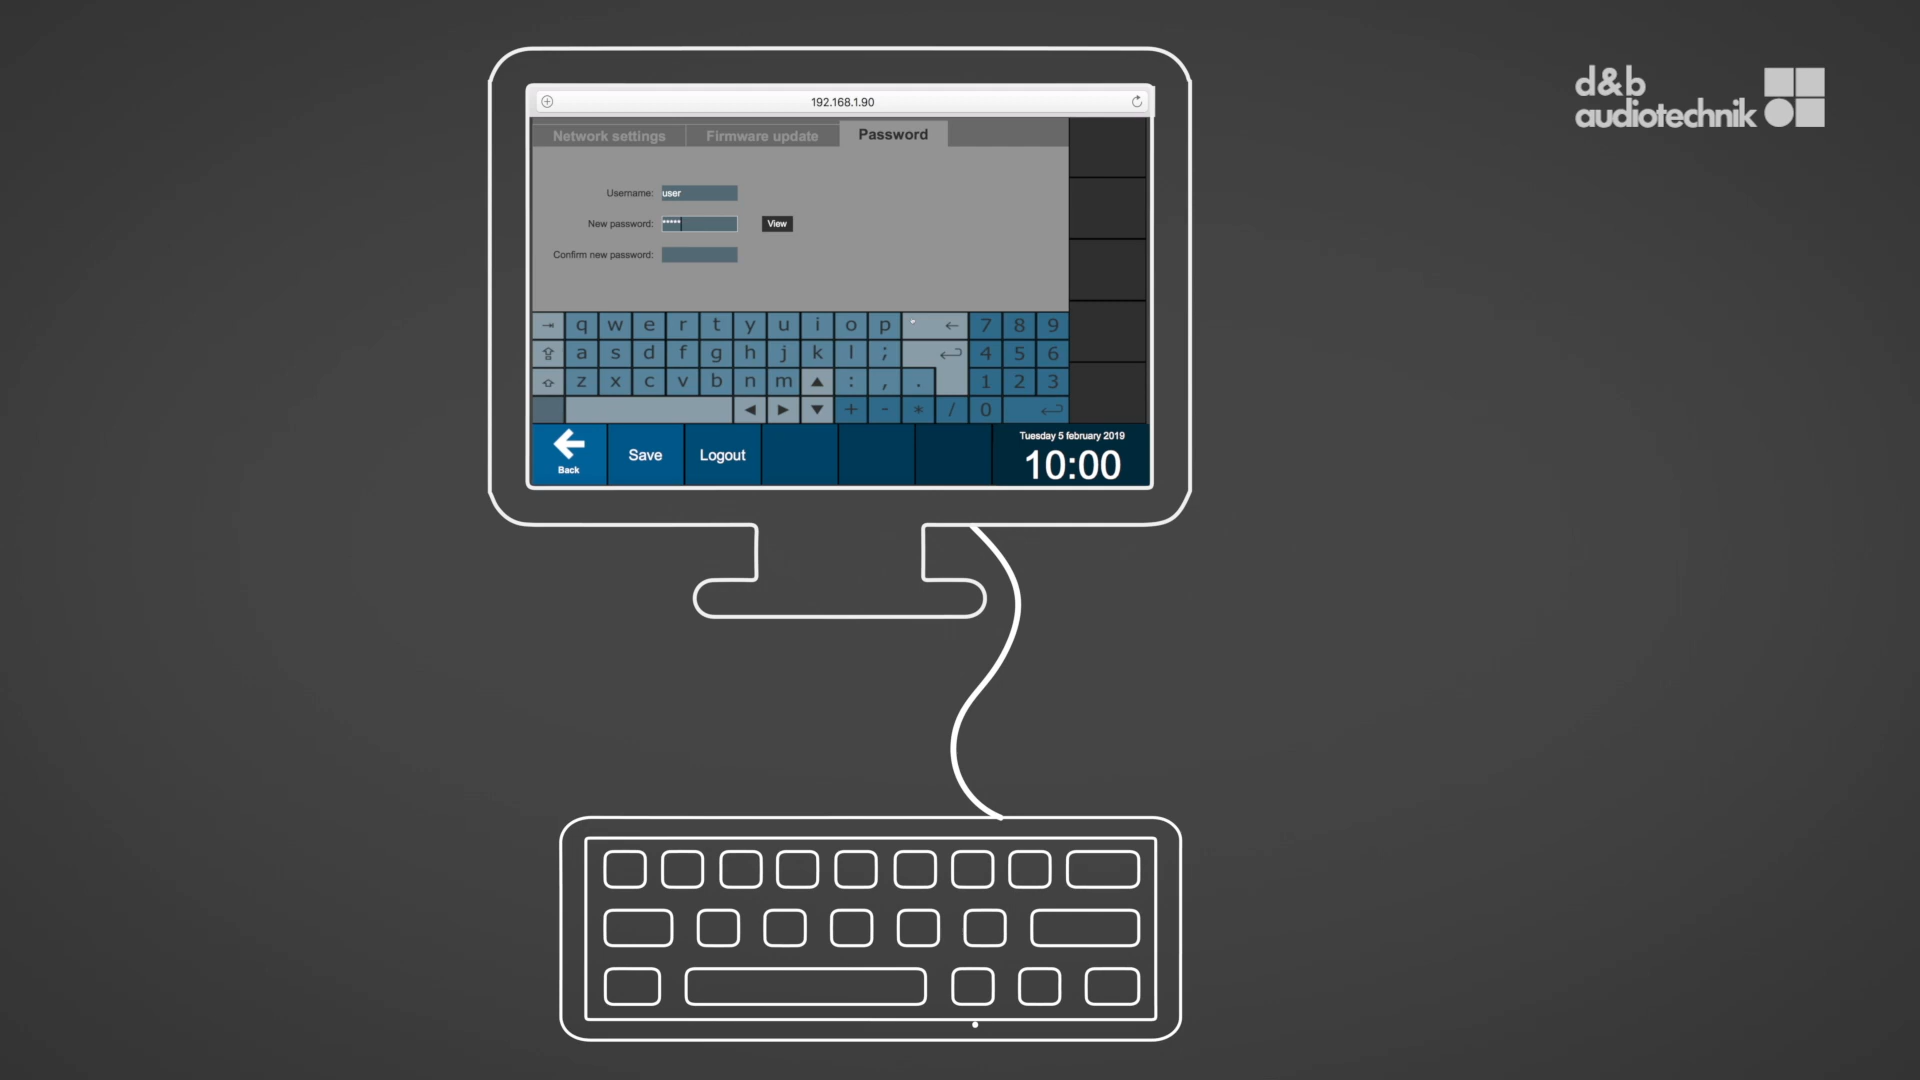 d&b
audiotechnik
192.168.1.90
Network settings Firmware update Password
Username: user
New password: ••••• View
Confirm new password:
q w e r t y u i o p 7 8 9
a s d f g h j k l ; 4 5 6
z x c v b n m : , . 1 2 3
+ - * / 0
Back Save Logout
Tuesday 5 february 2019
10:00